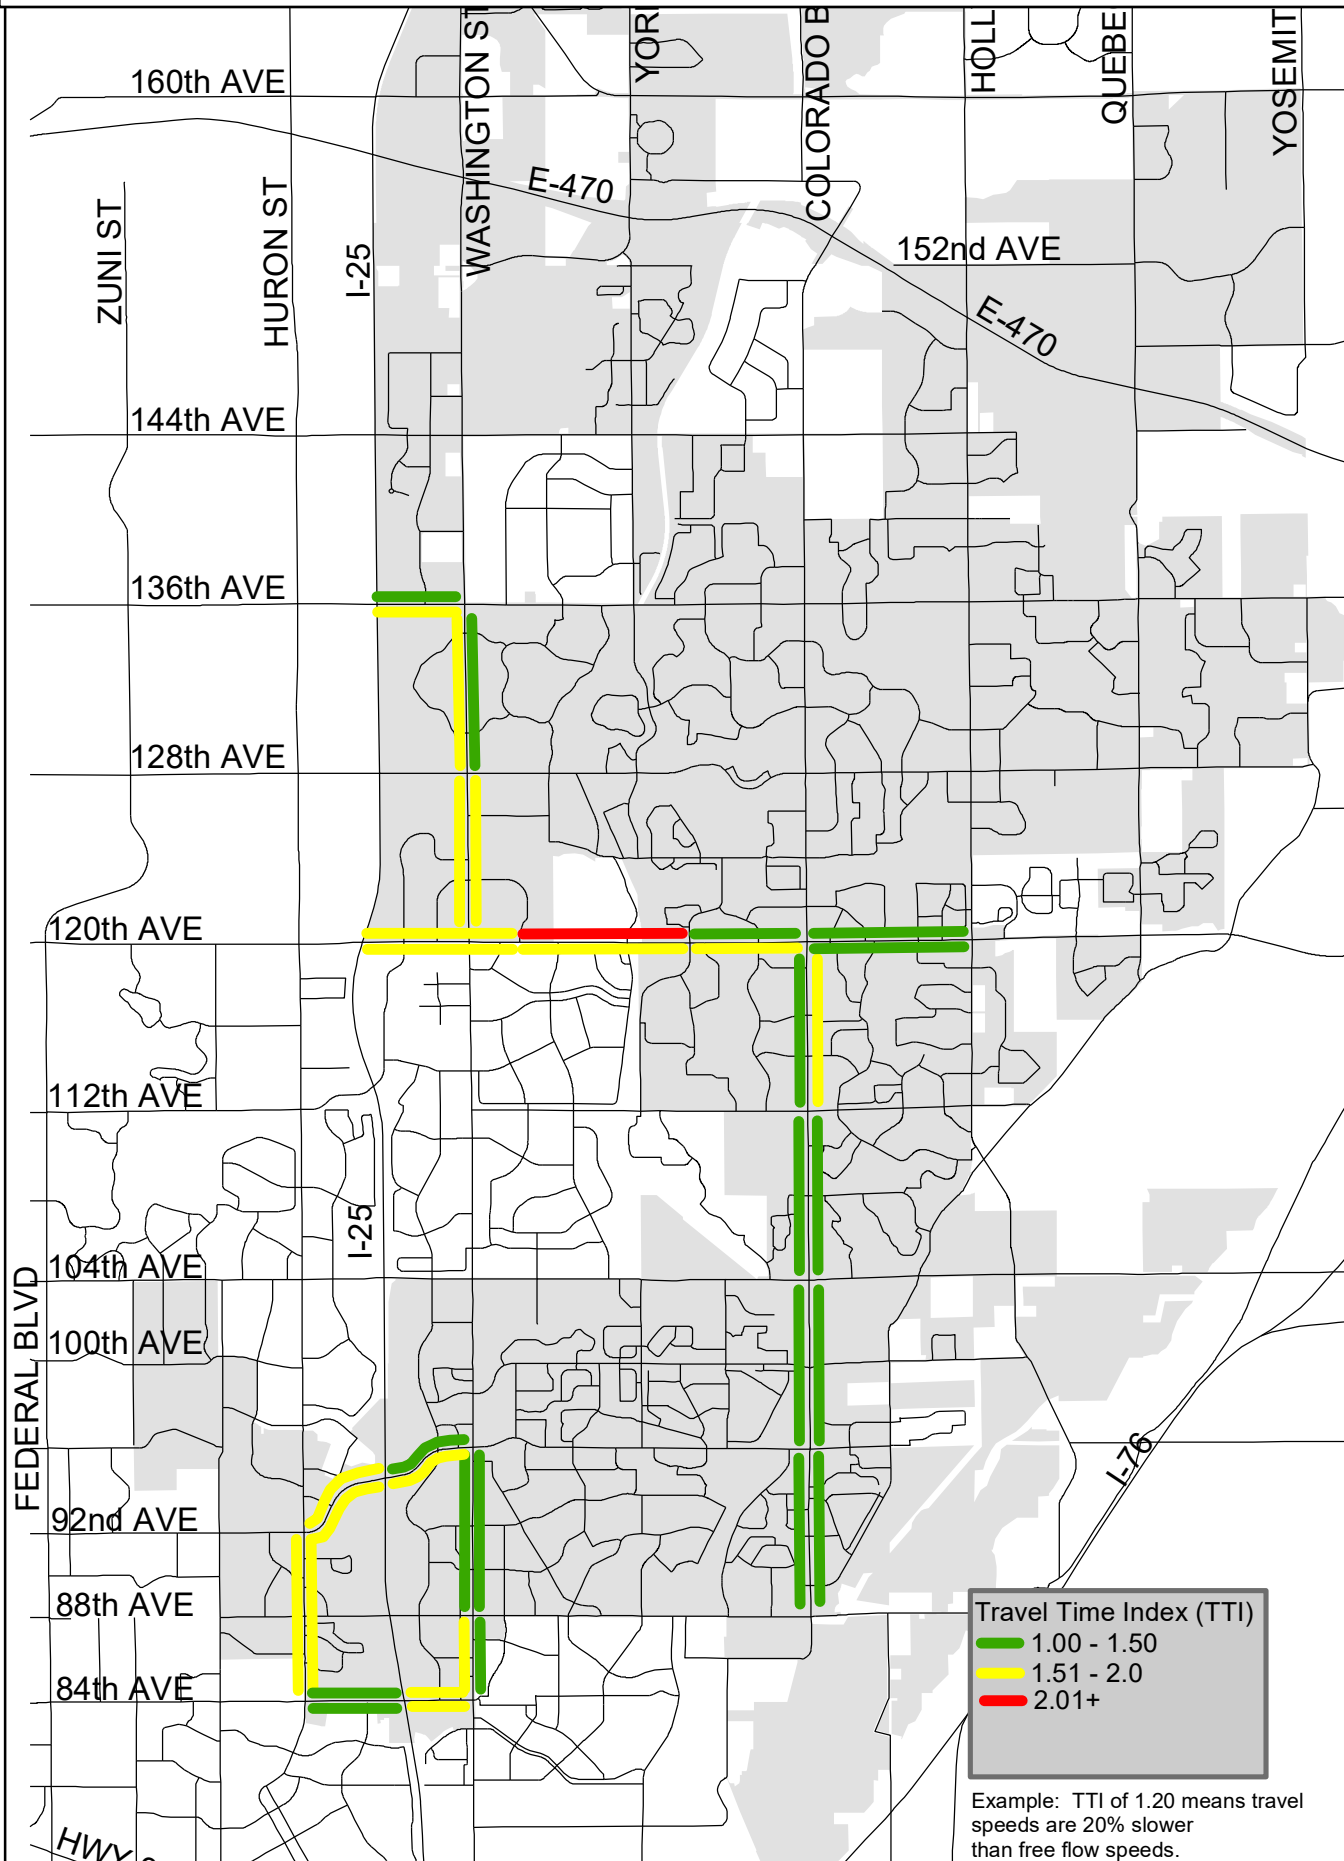 WASHINGTON ST
YOR
COLORADO B
HOLL
QUEBE
YOSEMIT
160th AVE
E-470
ZUNI ST
HURON ST
I-25
152nd AVE
E-470
144th AVE
136th AVE
128th AVE
120th AVE
112th AVE
I-25
104th AVE
FEDERAL BLVD
100th AVE
I-76
92nd AVE
88th AVE
84th AVE
HWY
Travel Time Index (TTI)
1.00 - 1.50
1.51 - 2.0
2.01+
Example: TTI of 1.20 means travel
speeds are 20% slower
than free flow speeds.